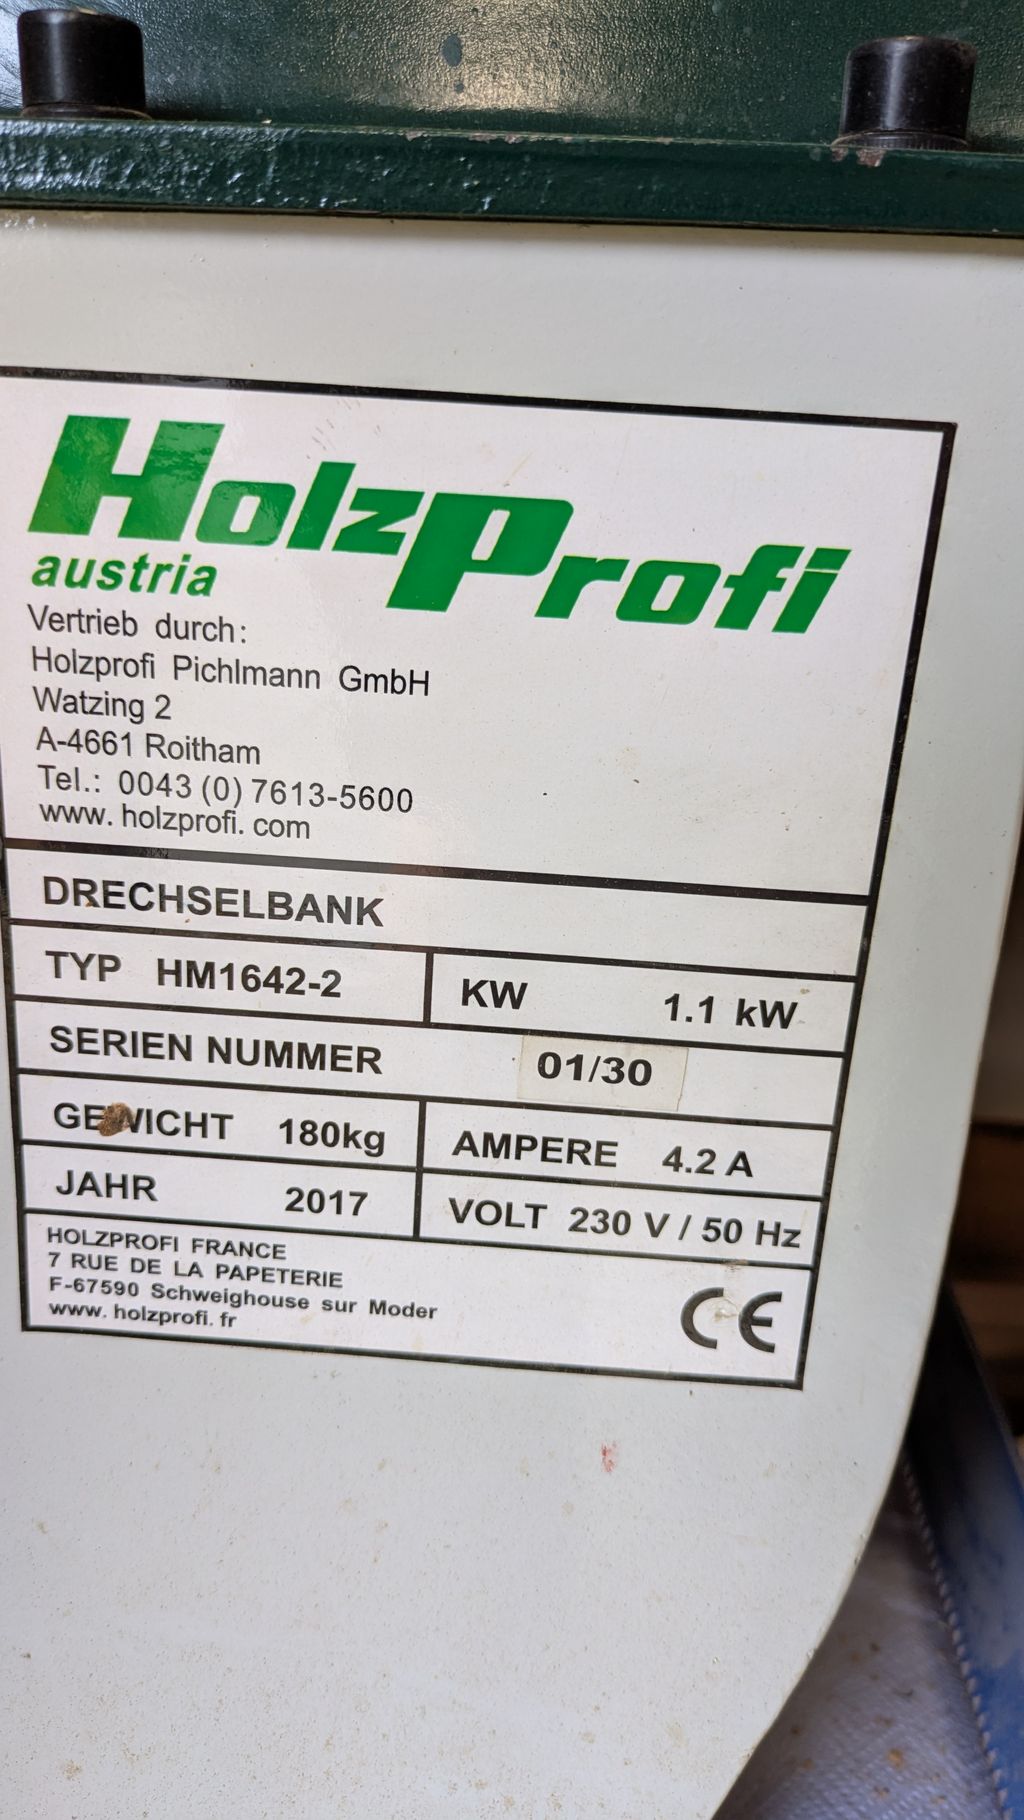 HolzProfi
austria
Vertrieb durch:
Holzprofi Pichlmann GmbH
Watzing 2
A-4661 Roitham
Tel.: 0043 (0) 7613-5600
www. holzprofi. com
DRECHSELBANK
TYP HM1642-2 KW 1.1 kW
SERIEN NUMMER 01/30
GEWICHT 180kg AMPERE 4.2 A
JAHR 2017 VOLT 230 V / 50 Hz
HOLZPROFI FRANCE
7 RUE DE LA PAPETERIE
F-67590 Schweighouse sur Moder
www. holzprofi. fr
CE